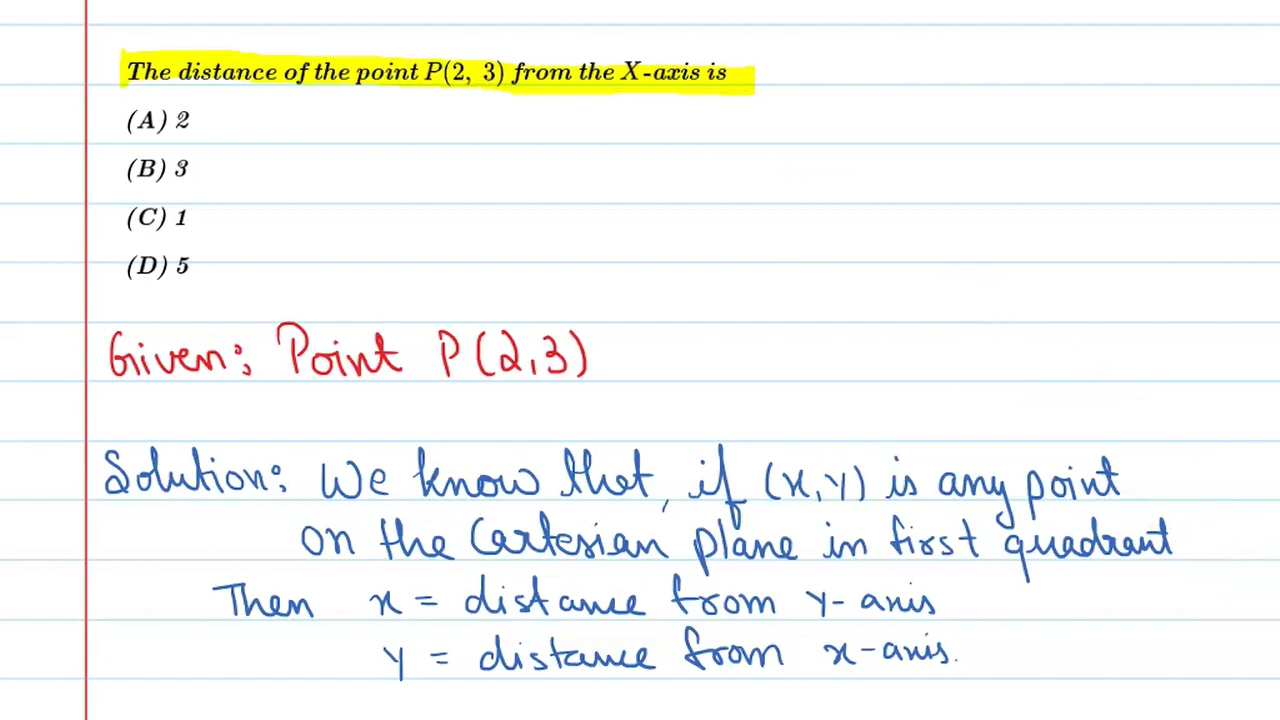 The distance of the point P(2, 3) from the X-axis is
(A) 2
(B) 3
(C) 1
(D) 5
Given: Point P(2,3)
Solution: We know that, if (x,y) is any point
on the Cartesian plane in first quadrant
Then x = distance from y-axis
y = distance from x-axis.